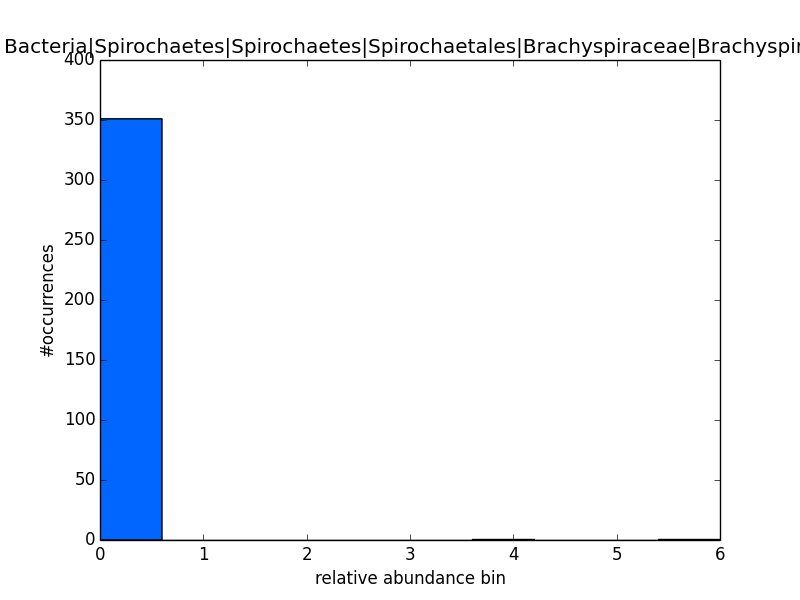 Bacteria|Spirochaetes|Spirochaetes|Spirochaetales|Brachyspiraceae|Brachyspir
400
350
300
250
200
150
100
50
0
#occurrences
0 1 2 3 4 5 6
relative abundance bin